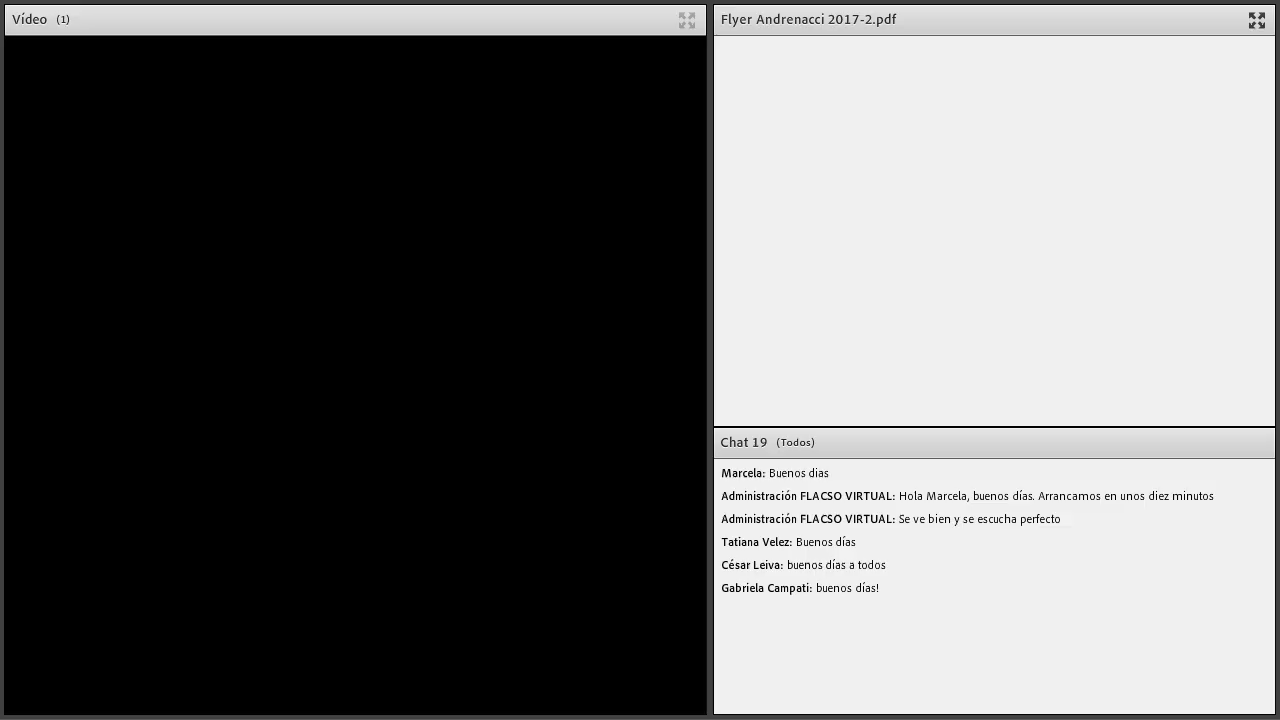 Vídeo (1)
Flyer Andrenacci 2017-2.pdf
Chat 19 (Todos)
Marcela: Buenos dias
Administración FLACSO VIRTUAL: Hola Marcela, buenos días. Arrancamos en unos diez minutos
Administración FLACSO VIRTUAL: Se ve bien y se escucha perfecto
Tatiana Velez: Buenos días
César Leiva: buenos días a todos
Gabriela Campati: buenos días!